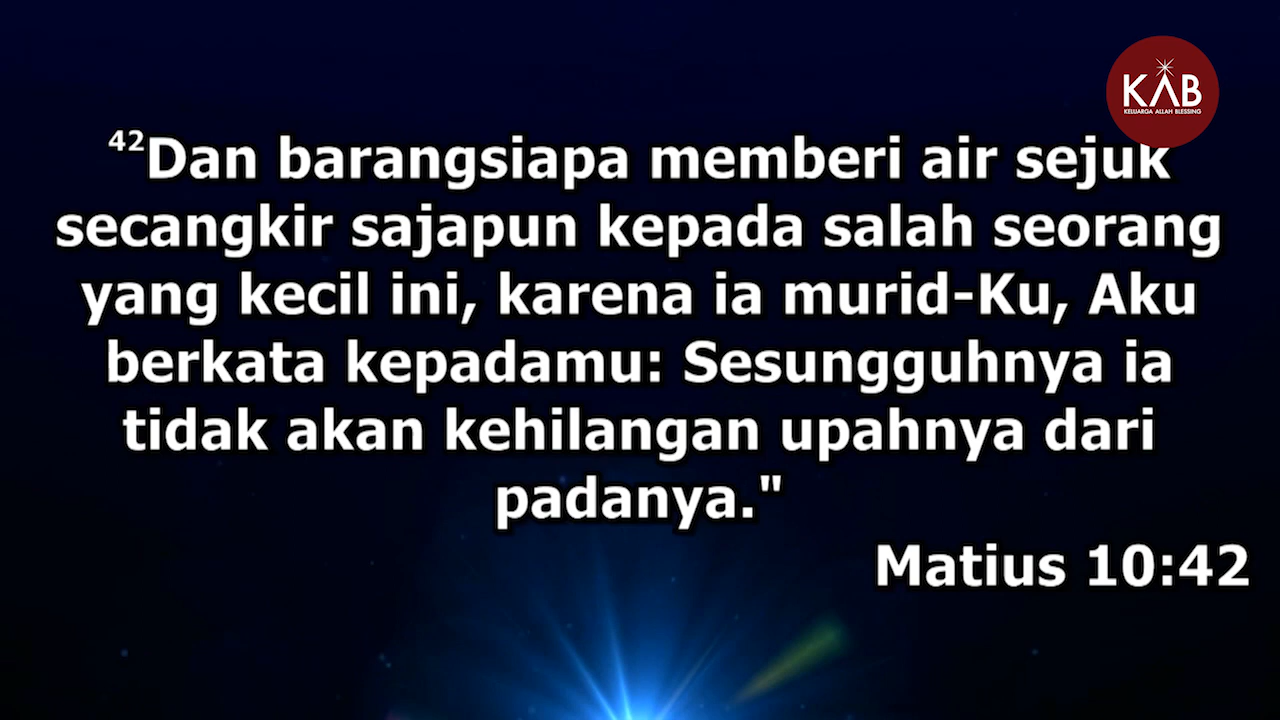 KAB
KELUARGA ALLAH BLESSING
42Dan barangsiapa memberi air sejuk
secangkir sajapun kepada salah seorang
yang kecil ini, karena ia murid-Ku, Aku
berkata kepadamu: Sesungguhnya ia
tidak akan kehilangan upahnya dari
padanya."
Matius 10:42